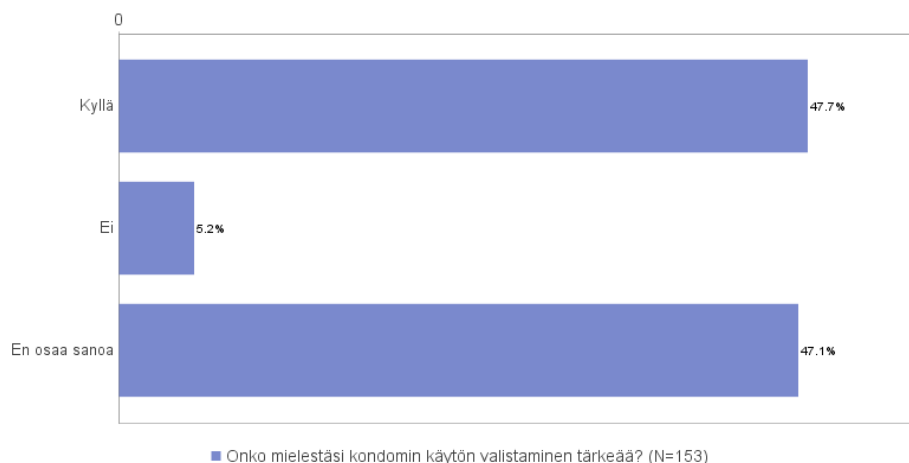 0
Kyllä
47.7%
Ei
5.2%
En osaa sanoa
47.1%
Onko mielestäsi kondomin käytön valistaminen tärkeää? (N=153)